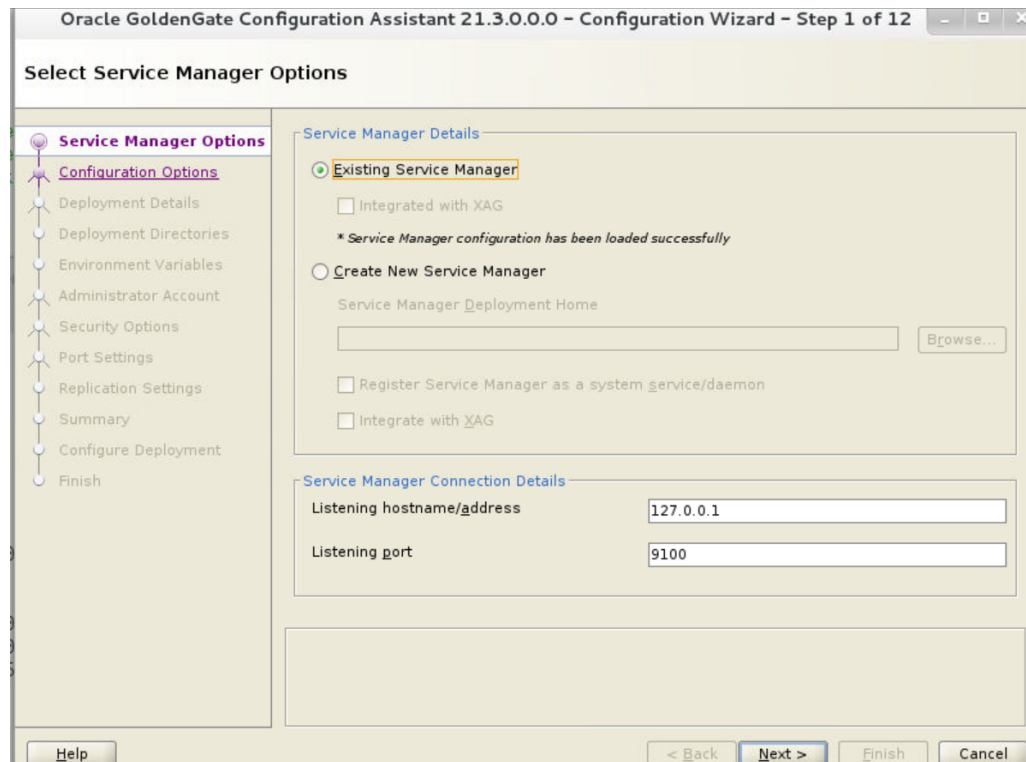 Oracle GoldenGate Configuration Assistant 21.3.0.0.0 – Configuration Wizard – Step 1 of 12
Select Service Manager Options
Service Manager Options
Configuration Options
Deployment Details
Deployment Directories
Environment Variables
Administrator Account
Security Options
Port Settings
Replication Settings
Summary
Configure Deployment
Finish
Service Manager Details
Existing Service Manager
Integrated with XAG
* Service Manager configuration has been loaded successfully
Create New Service Manager
Service Manager Deployment Home
Browse...
Register Service Manager as a system service/daemon
Integrate with XAG
Service Manager Connection Details
Listening hostname/address
127.0.0.1
Listening port
9100
Help
< Back
Next >
Finish
Cancel